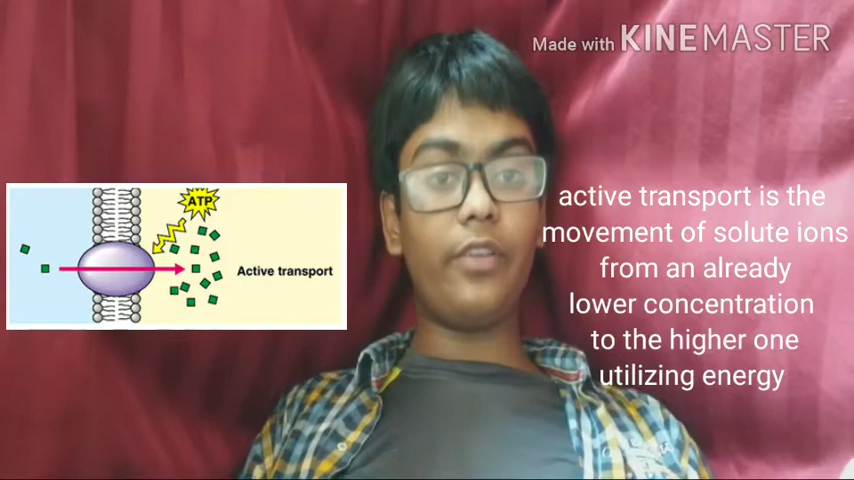 Made with KINEMASTER
ATP
Active transport
active transport is the
movement of solute ions
from an already
lower concentration
to the higher one
utilizing energy